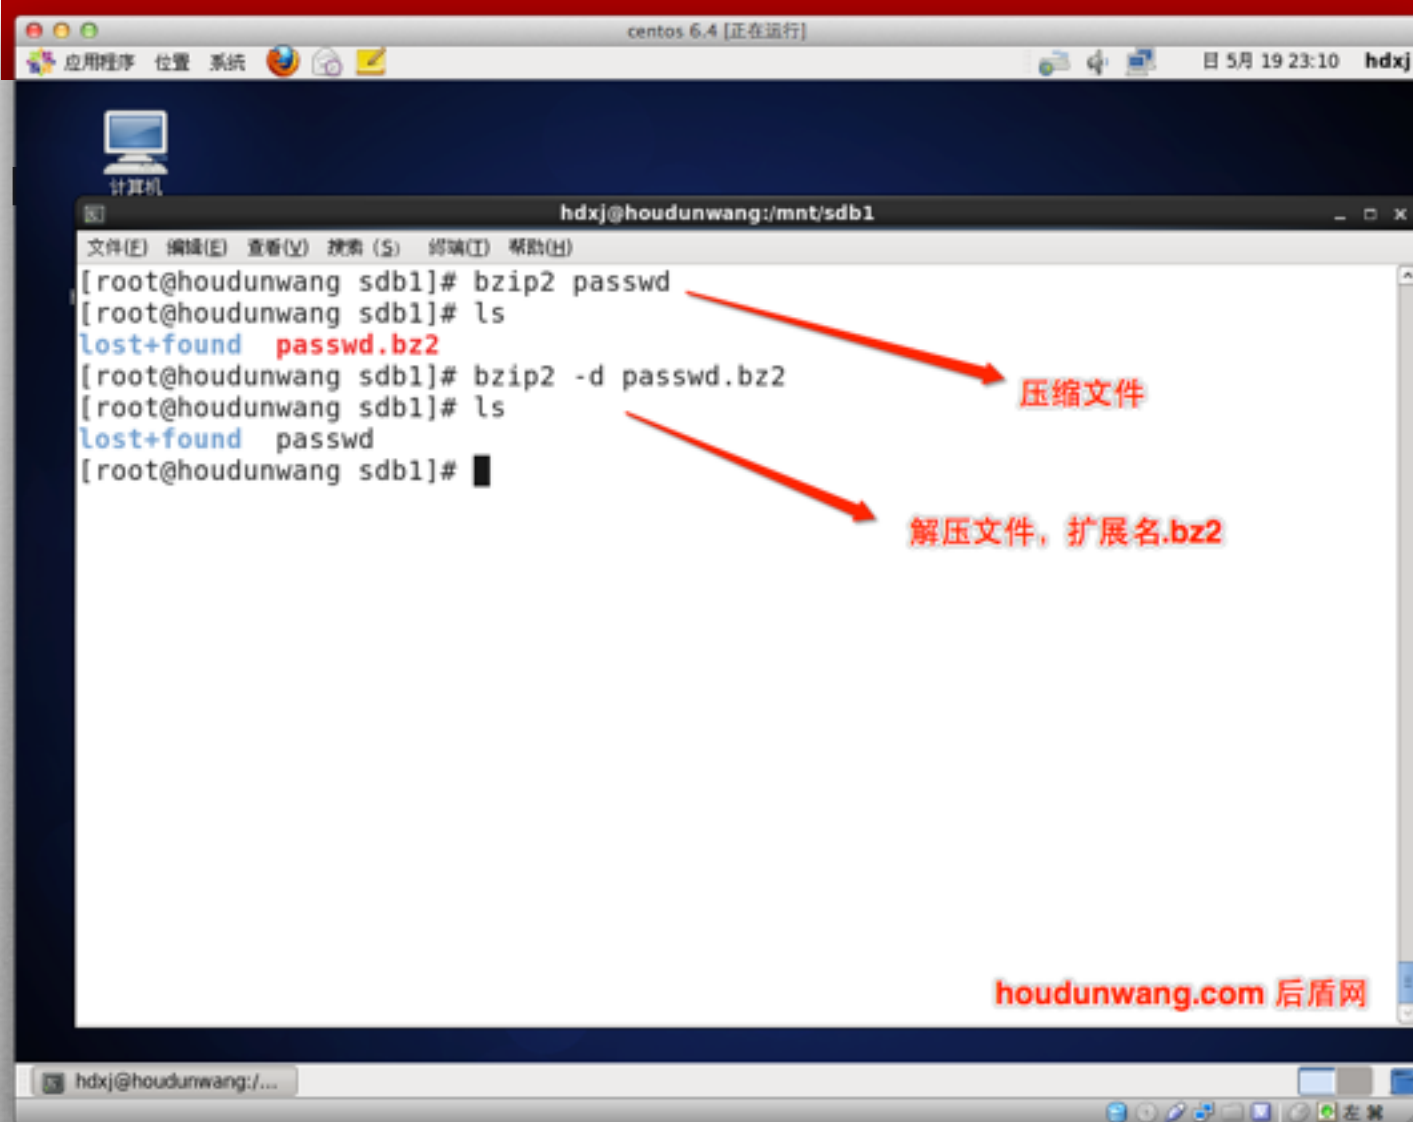 centos 6.4 [正在运行]
应用程序 位置 系统 日 5月 19 23:10 hdxj
计算机
hdxj@houdunwang:/mnt/sdb1
文件(F) 编辑(E) 查看(V) 搜索 (S) 终端(T) 帮助(H)
[root@houdunwang sdb1]# bzip2 passwd
[root@houdunwang sdb1]# ls
lost+found passwd.bz2
[root@houdunwang sdb1]# bzip2 -d passwd.bz2
[root@houdunwang sdb1]# ls
lost+found passwd
[root@houdunwang sdb1]#
压缩文件
解压文件，扩展名.bz2
houdunwang.com 后盾网
hdxj@houdunwang:/...
左 ⌘